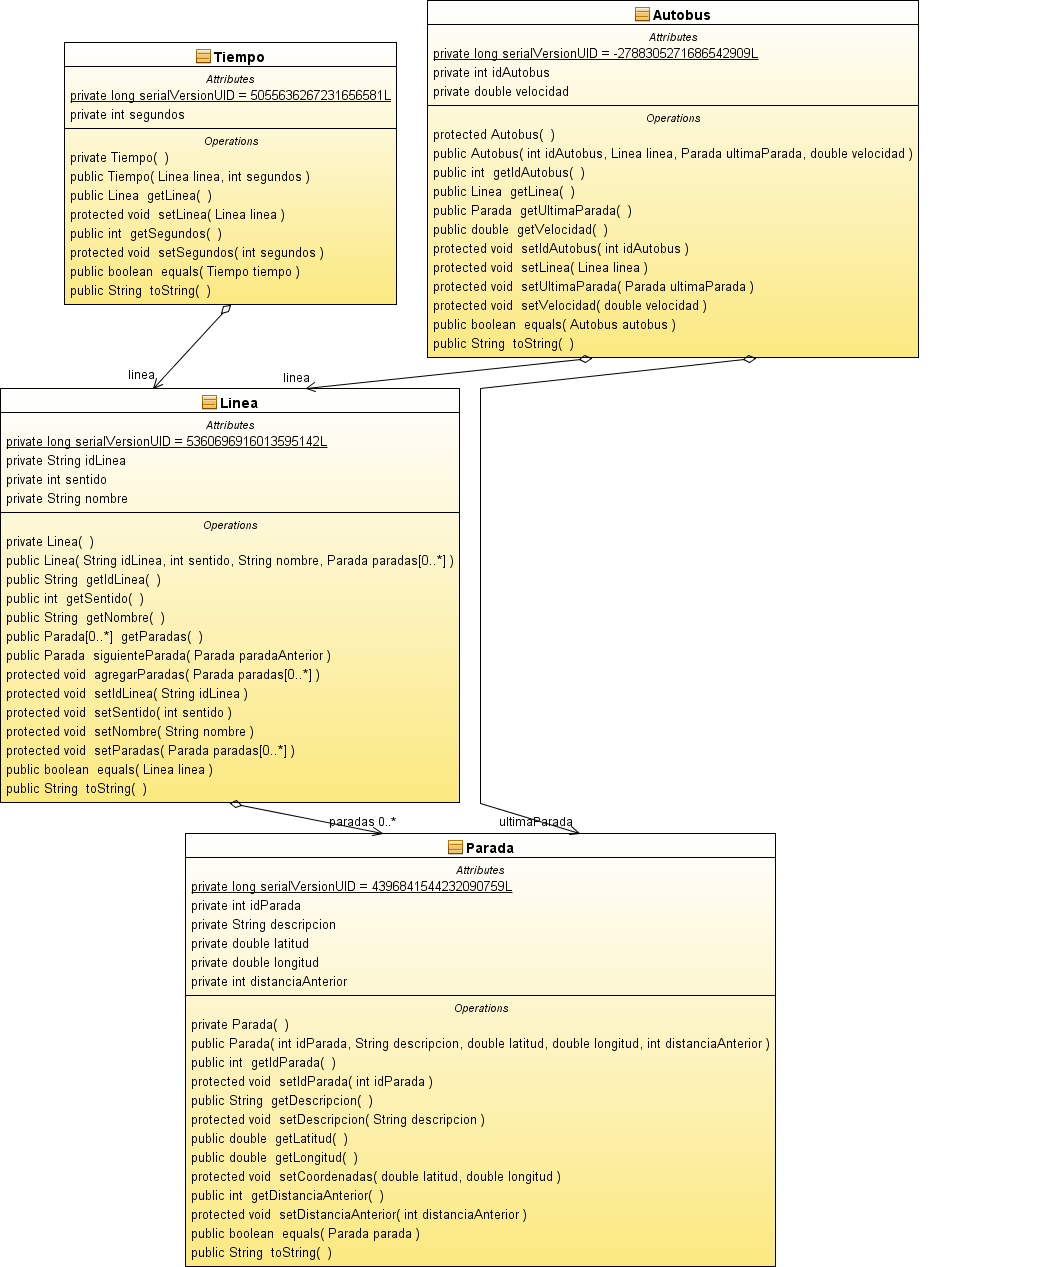 Tiempo
Attributes
private long serialVersionUID = 5055636267231656581L
private int segundos
Operations
private Tiempo(  )
public Tiempo( Linea linea, int segundos )
public Linea  getLinea(  )
protected void  setLinea( Linea linea )
public int  getSegundos(  )
protected void  setSegundos( int segundos )
public boolean  equals( Tiempo tiempo )
public String  toString(  )
Autobus
Attributes
private long serialVersionUID = -2788305271686542909L
private int idAutobus
private double velocidad
Operations
protected Autobus(  )
public Autobus( int idAutobus, Linea linea, Parada ultimaParada, double velocidad )
public int  getIdAutobus(  )
public Linea  getLinea(  )
public Parada  getUltimaParada(  )
public double  getVelocidad(  )
protected void  setIdAutobus( int idAutobus )
protected void  setLinea( Linea linea )
protected void  setUltimaParada( Parada ultimaParada )
protected void  setVelocidad( double velocidad )
public boolean  equals( Autobus autobus )
public String  toString(  )
linea
linea
Linea
Attributes
private long serialVersionUID = 5360696916013595142L
private String idLinea
private int sentido
private String nombre
Operations
private Linea(  )
public Linea( String idLinea, int sentido, String nombre, Parada paradas[0..*] )
public String  getIdLinea(  )
public int  getSentido(  )
public String  getNombre(  )
public Parada[0..*]  getParadas(  )
public Parada  siguienteParada( Parada paradaAnterior )
protected void  agregarParadas( Parada paradas[0..*] )
protected void  setIdLinea( String idLinea )
protected void  setSentido( int sentido )
protected void  setNombre( String nombre )
protected void  setParadas( Parada paradas[0..*] )
public boolean  equals( Linea linea )
public String  toString(  )
paradas 0..*
ultimaParada
Parada
Attributes
private long serialVersionUID = 4396841544232090759L
private int idParada
private String descripcion
private double latitud
private double longitud
private int distanciaAnterior
Operations
private Parada(  )
public Parada( int idParada, String descripcion, double latitud, double longitud, int distanciaAnterior )
public int  getIdParada(  )
protected void  setIdParada( int idParada )
public String  getDescripcion(  )
protected void  setDescripcion( String descripcion )
public double  getLatitud(  )
public double  getLongitud(  )
protected void  setCoordenadas( double latitud, double longitud )
public int  getDistanciaAnterior(  )
protected void  setDistanciaAnterior( int distanciaAnterior )
public boolean  equals( Parada parada )
public String  toString(  )